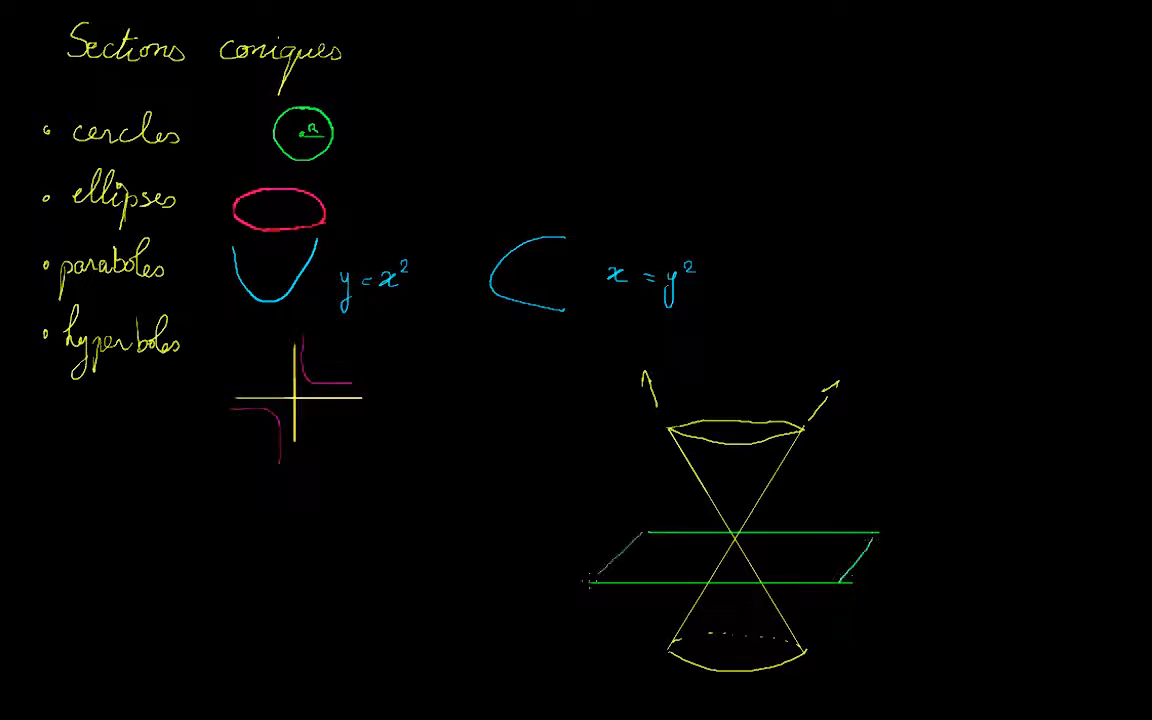 Sections coniques
• cercles
R
• ellipses
• paraboles
y = x²
x = y²
• hyperboles